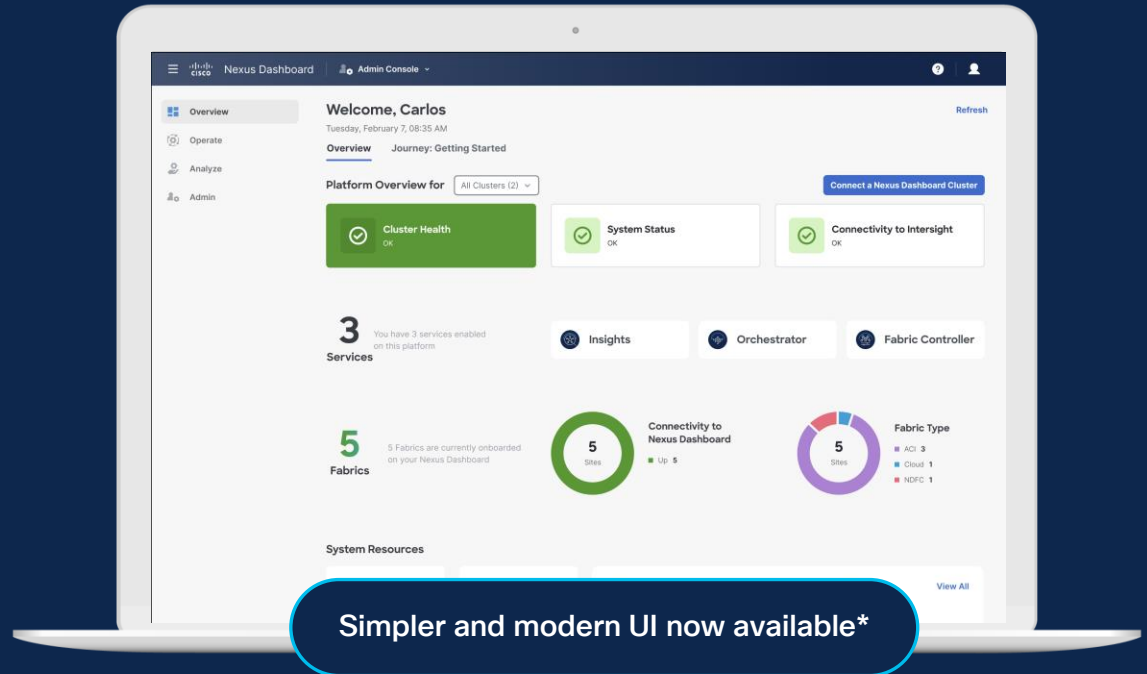 cisco Nexus Dashboard Admin Console
Overview
Operate
Analyze
Admin
Welcome, Carlos
Refresh
Tuesday, February 7, 08:35 AM
Overview Journey: Getting Started
Platform Overview for All Clusters (2)
Connect a Nexus Dashboard Cluster
Cluster Health
OK
System Status
OK
Connectivity to Intersight
OK
3
Services
You have 3 services enabled
on this platform
Insights
Orchestrator
Fabric Controller
5
Fabrics
5 Fabrics are currently onboarded
on your Nexus Dashboard
5
Sites
Connectivity to
Nexus Dashboard
Up 5
5
Sites
Fabric Type
ACI 3
Cloud 1
NDFC 1
System Resources
View All
Simpler and modern UI now available*